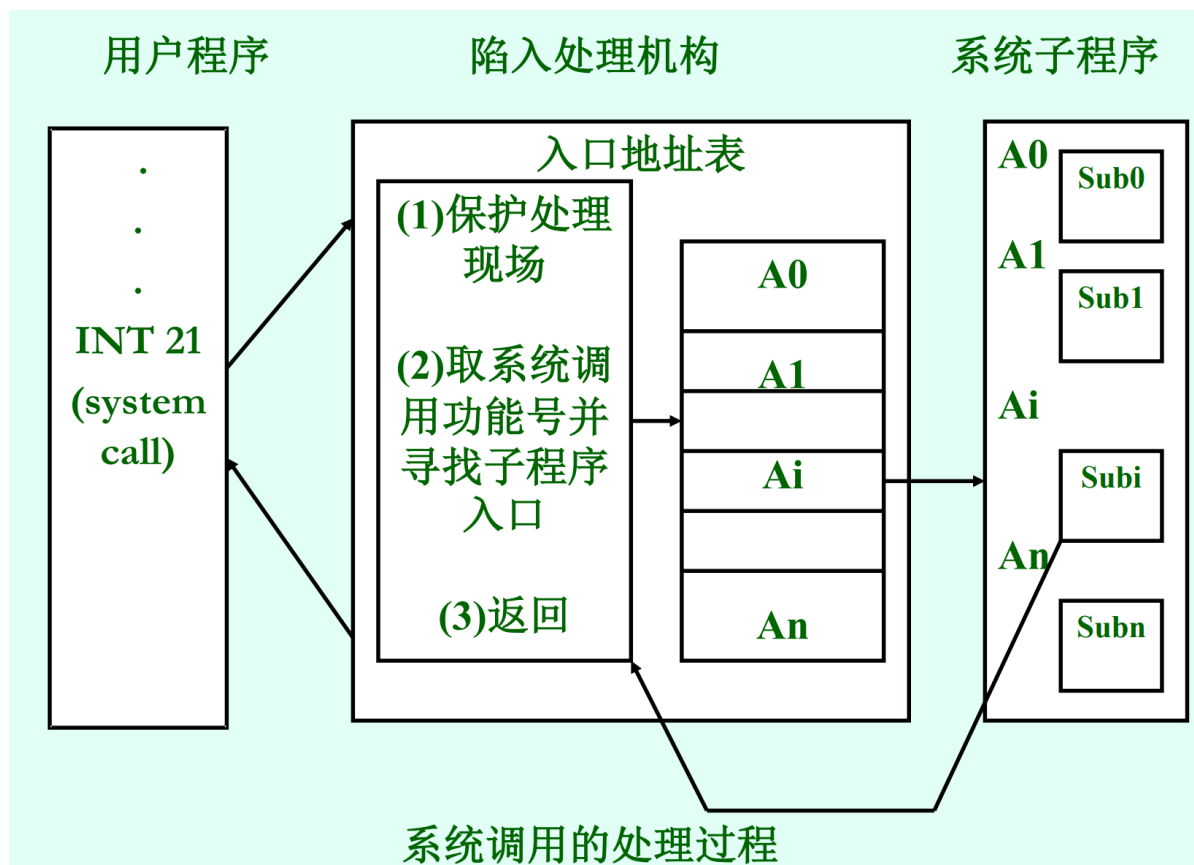 用户程序
陷入处理机构
系统子程序
.
.
.
INT 21
(system
call)
入口地址表
(1)保护处理
现场
(2)取系统调
用功能号并
寻找子程序
入口
(3)返回
A0
A1
Ai
An
A0
Sub0
A1
Sub1
Ai
Subi
An
Subn
系统调用的处理过程